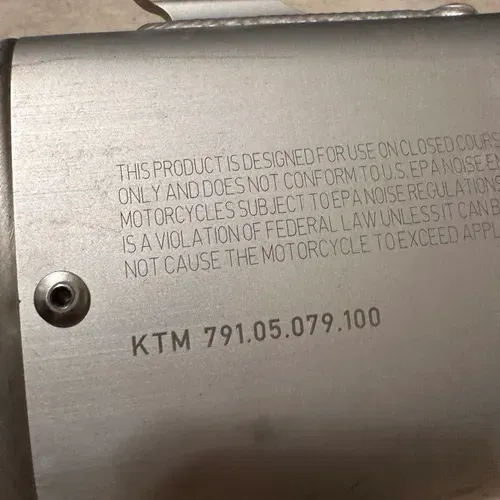 THIS PRODUCT IS DESIGNED FOR USE ON CLOSED COURS
ONLY AND DOES NOT CONFORM TO U.S. EPA NOISE E
MOTORCYCLES SUBJECT TO EPA NOISE REGULATIONS
IS A VIOLATION OF FEDERAL LAW UNLESS IT CAN B
NOT CAUSE THE MOTORCYCLE TO EXCEED APPL
KTM 791.05.079.100